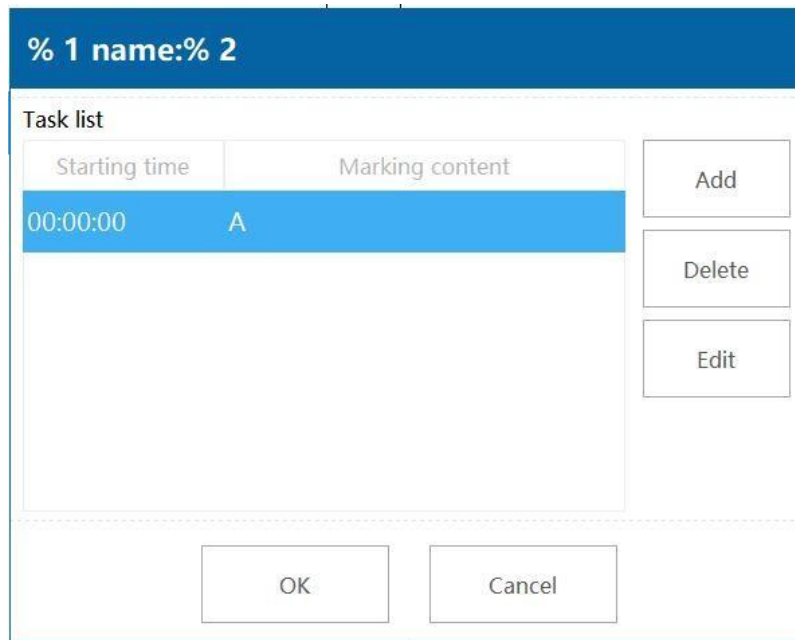 % 1 name:% 2
Task list
Starting time Marking content
00:00:00 A
Add
Delete
Edit
OK Cancel